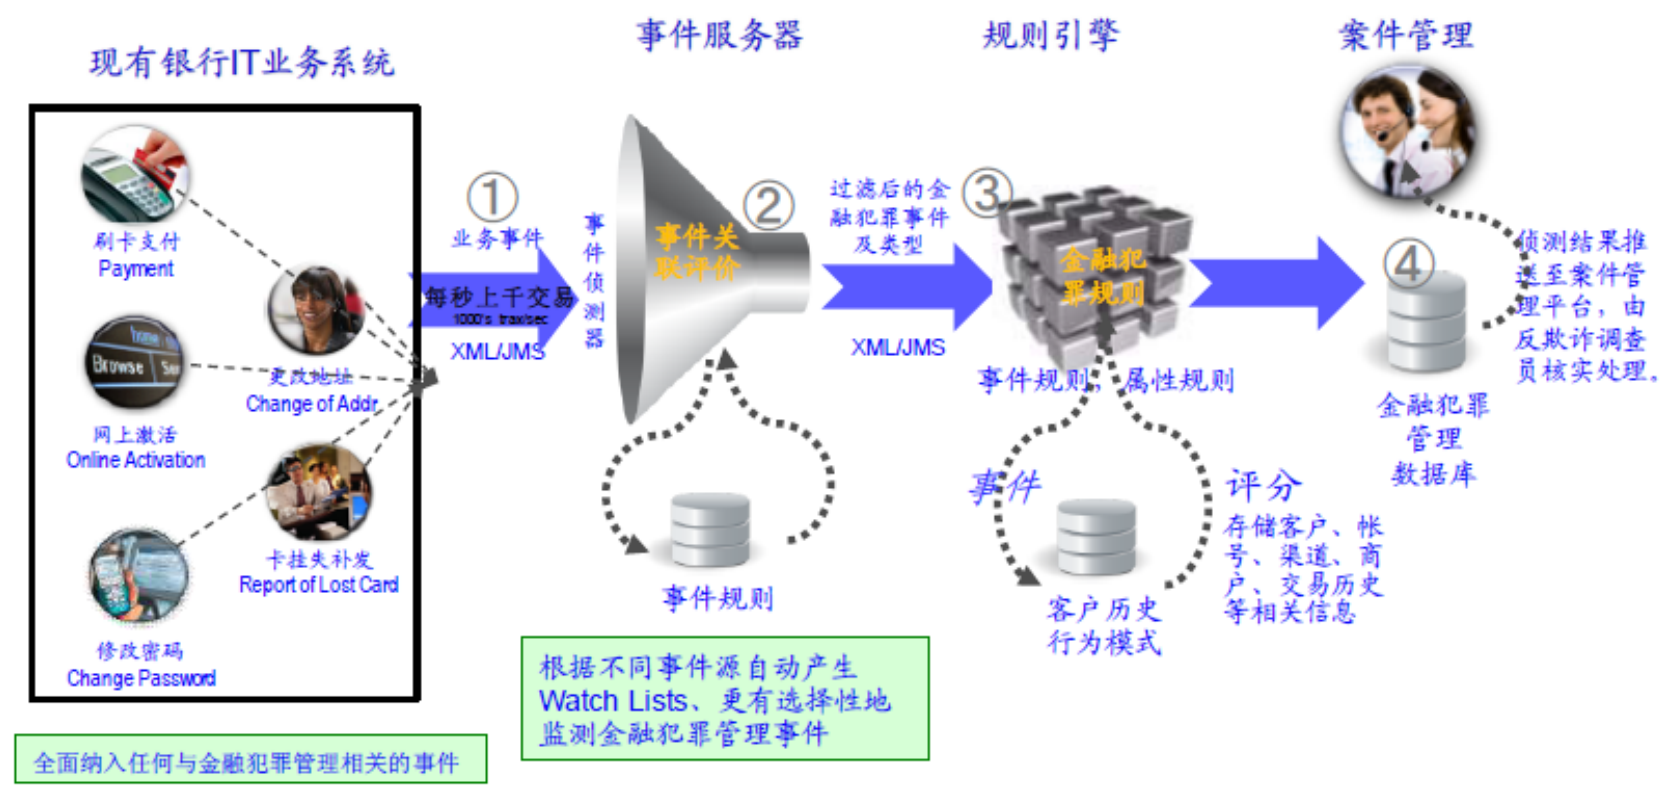 现有银行IT业务系统
事件服务器
规则引擎
案件管理
刷卡支付
Payment
更改地址
Change of Addr
Browse
网上激活
Online Activation
卡挂失补发
Report of Lost Card
修改密码
Change Password
全面纳入任何与金融犯罪管理相关的事件
①
业务事件
每秒上千交易
1000's trax/sec
XML/JMS
事件侦测器
事件关
联评价
②
事件规则
根据不同事件源自动产生
Watch Lists、更有选择性地
监测金融犯罪管理事件
过滤后的金
融犯罪事件
及类型
XML/JMS
③
金融犯
罪规则
事件规则，属性规则
事件
客户历史
行为模式
评分
存储客户、帐
号、渠道、商
户、交易历史
等相关信息
④
金融犯罪
管理
数据库
侦测结果推
送至案件管
理平台，由
反欺诈调查
员核实处理。